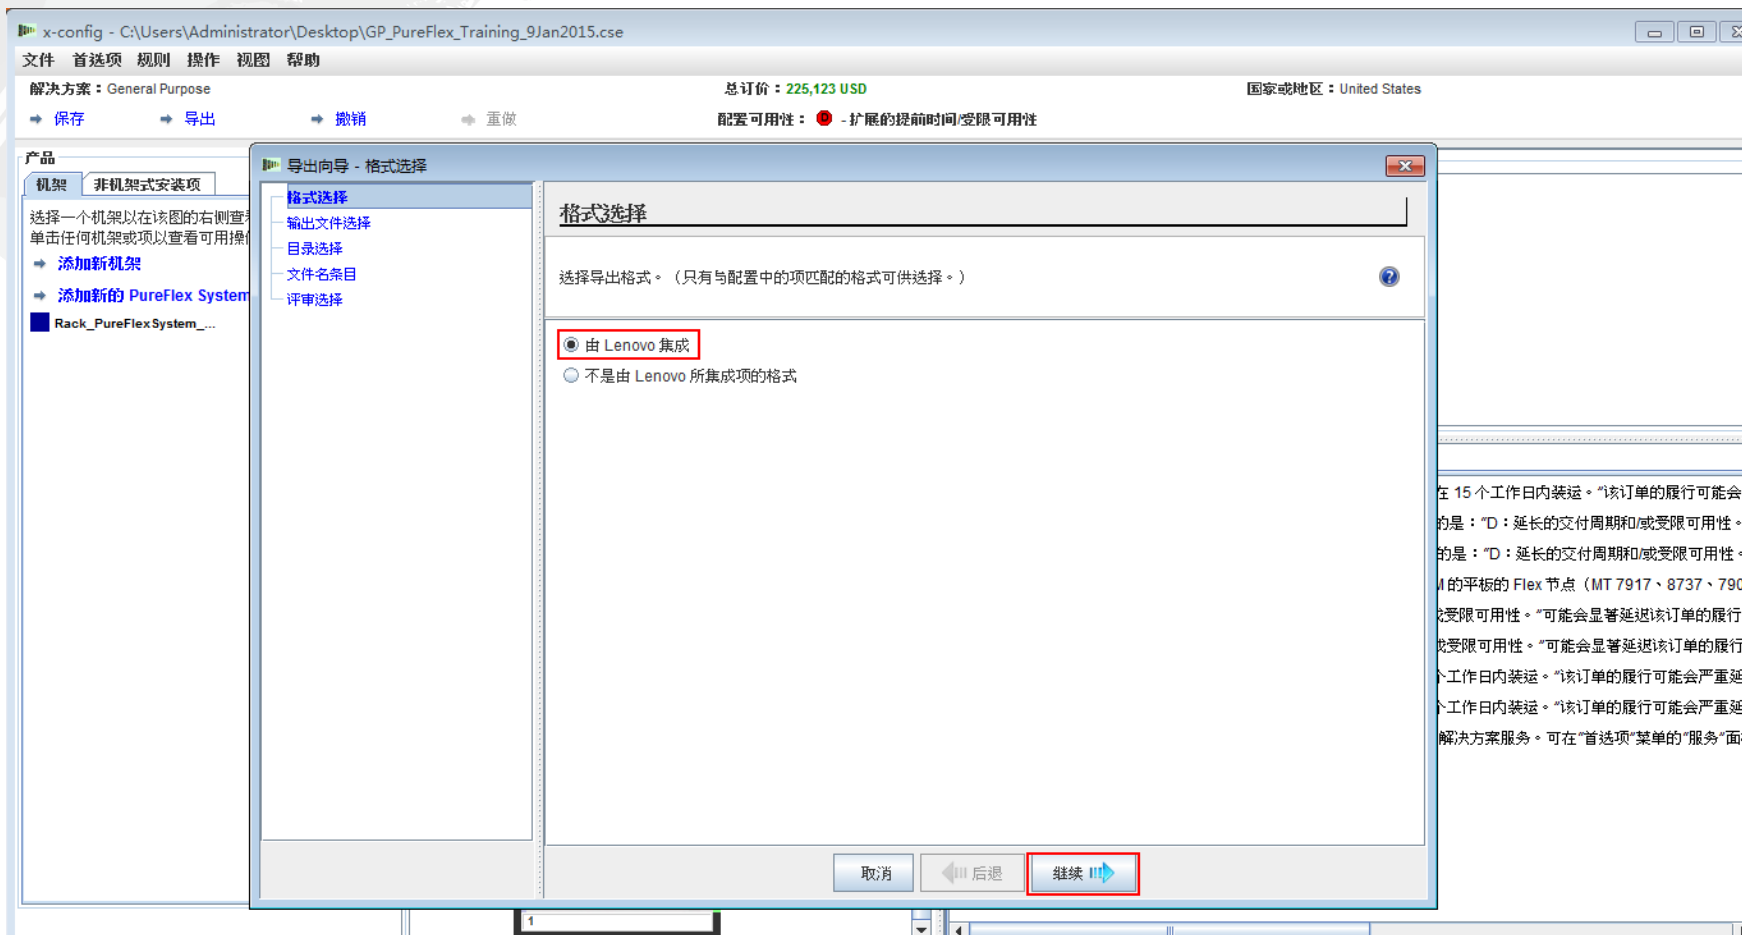 x-config - C:\Users\Administrator\Desktop\GP_PureFlex_Training_9Jan2015.cse
文件 首选项 规则 操作 视图 帮助
解决方案：General Purpose
总订价：225,123 USD
国家或地区：United States
保存 导出 撤销 重做
配置可用性： D - 扩展的提前时间/受限可用性
产品
机架 非机架式安装项
选择一个机架以在该图的右侧查
单击任何机架或项以查看可用操
添加新机架
添加新的 PureFlex System
Rack_PureFlexSystem_...
导出向导 - 格式选择
格式选择
输出文件选择
目录选择
文件名条目
评审选择
格式选择
选择导出格式。（只有与配置中的项匹配的格式可供选择。）
?
由 Lenovo 集成
不是由 Lenovo 所集成项的格式
取消 后退 继续
在 15 个工作日内装运。“该订单的履行可能会
的是：“D：延长的交付周期和/或受限可用性。
的是：“D：延长的交付周期和/或受限可用性。
的平板的 Flex 节点（MT 7917、8737、790
受限可用性。“可能会显著延迟该订单的履行
或受限可用性。“可能会显著延迟该订单的履行
个工作日内装运。“该订单的履行可能会严重延
个工作日内装运。“该订单的履行可能会严重延
解决方案服务。可在“首选项”菜单的“服务”面
1